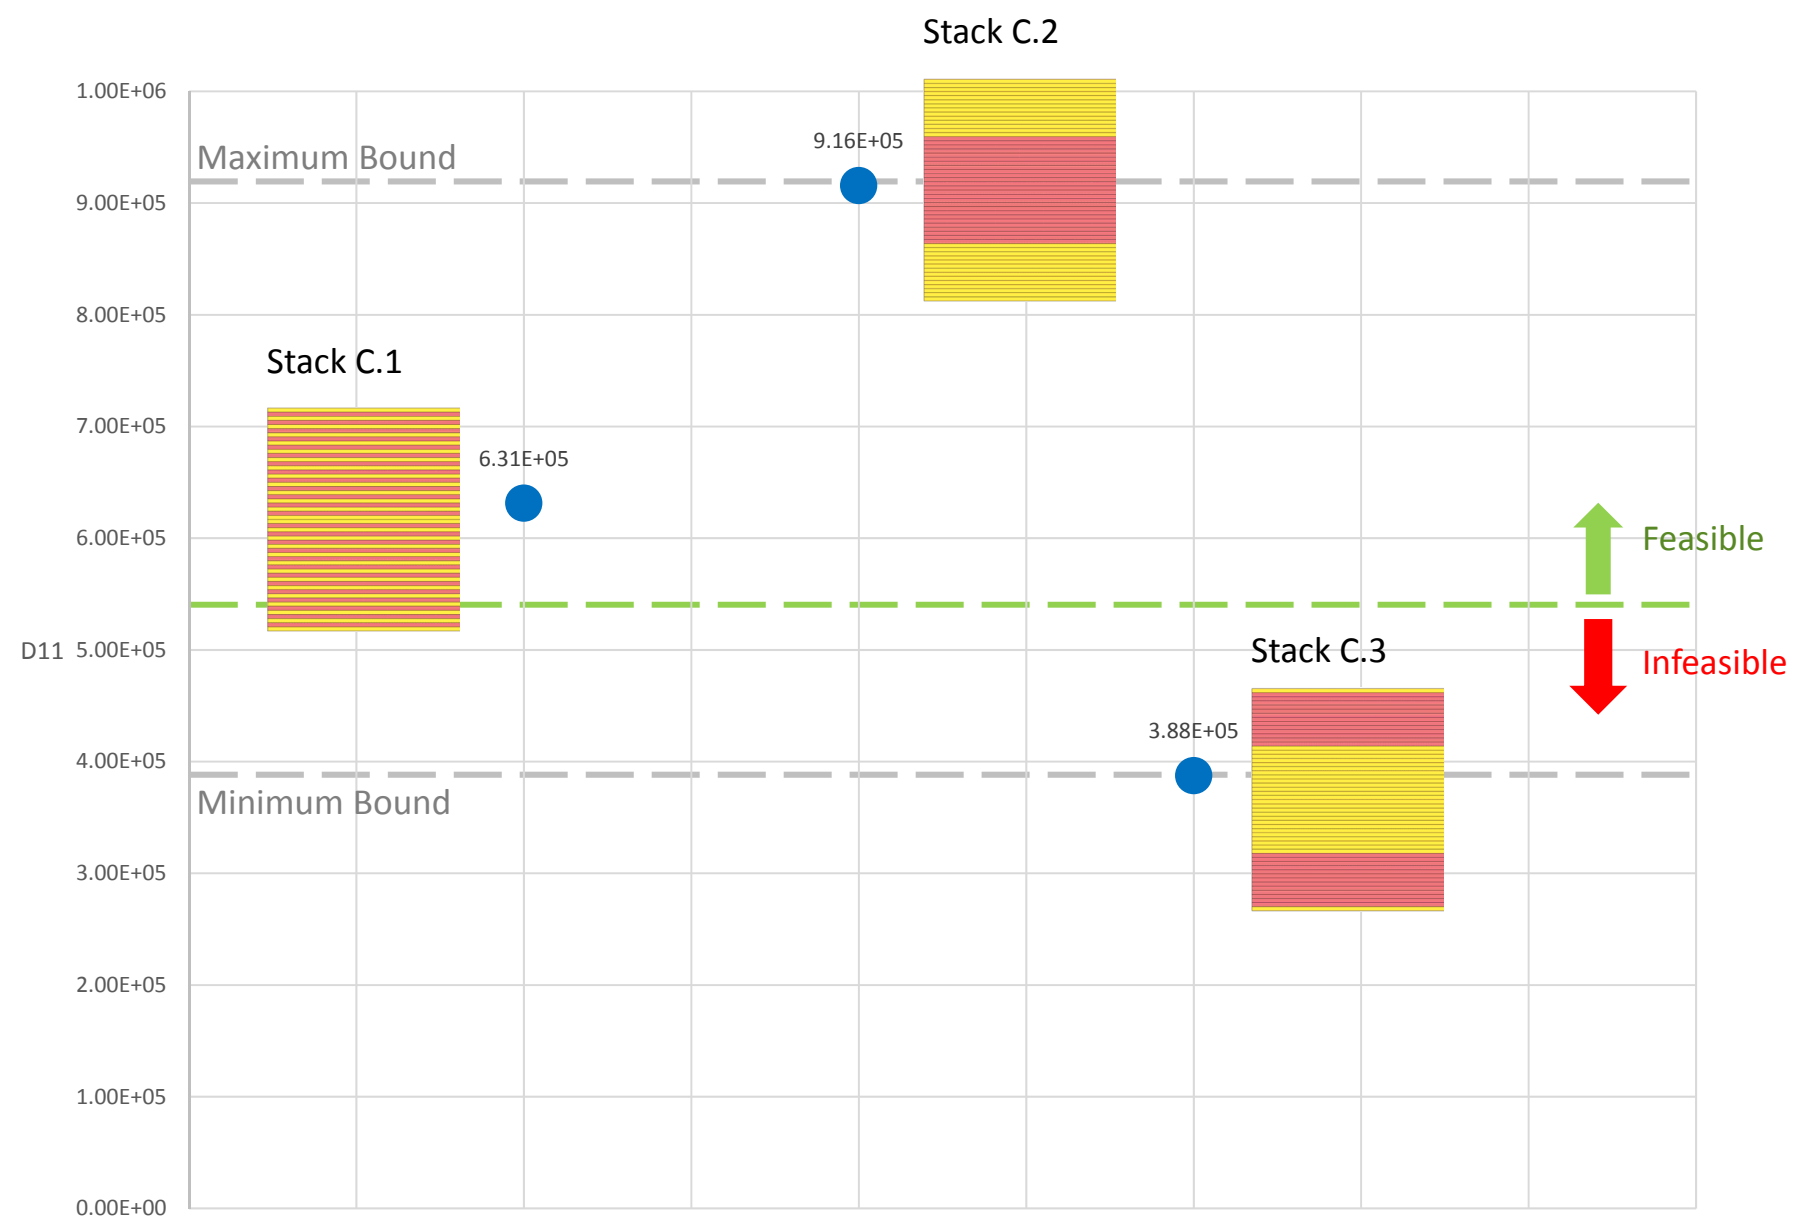 Stack C.2
1.00E+06
9.16E+05
Maximum Bound
9.00E+05
8.00E+05
Stack C.1
7.00E+05
6.31E+05
6.00E+05
Feasible
D11 5.00E+05
Stack C.3
Infeasible
3.88E+05
4.00E+05
Minimum Bound
3.00E+05
2.00E+05
1.00E+05
0.00E+00